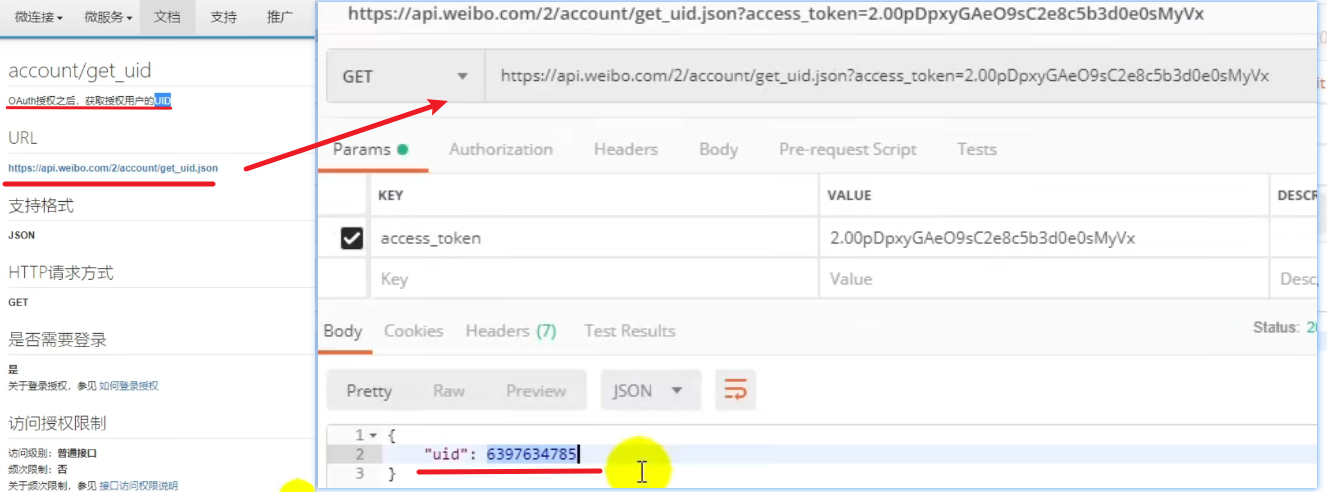 微连接 微服务 文档 支持 推广
account/get_uid
OAuth授权之后，获取授权用户的UID
URL
https://api.weibo.com/2/account/get_uid.json
支持格式
JSON
HTTP请求方式
GET
是否需要登录
是
关于登录授权，参见 如何登录授权
访问授权限制
访问级别：普通接口
频次限制：否
关于频次限制，参见 接口访问权限说明
https://api.weibo.com/2/account/get_uid.json?access_token=2.00pDpxyGAeO9sC2e8c5b3d0e0sMyVx
GET https://api.weibo.com/2/account/get_uid.json?access_token=2.00pDpxyGAeO9sC2e8c5b3d0e0sMyVx
Params Authorization Headers Body Pre-request Script Tests
KEY VALUE DESCR
access_token 2.00pDpxyGAeO9sC2e8c5b3d0e0sMyVx
Key Value Desc
Body Cookies Headers (7) Test Results Status: 2
Pretty Raw Preview JSON
1 {
2 "uid": 6397634785
3 }